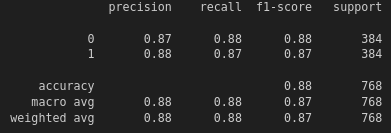 precision    recall  f1-score   support
0       0.87      0.88      0.88       384
1       0.88      0.87      0.87       384
accuracy                           0.88       768
macro avg       0.88      0.88      0.87       768
weighted avg       0.88      0.88      0.87       768